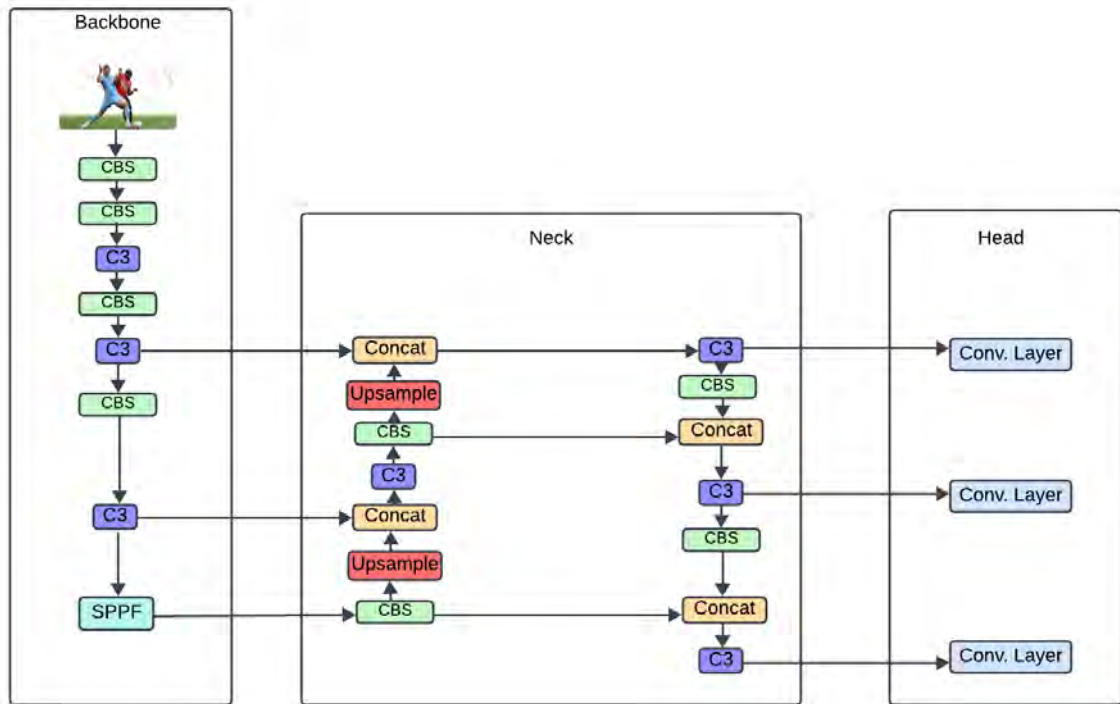 Backbone
CBS
CBS
C3
CBS
C3
CBS
C3
SPPF
Neck
Concat
Upsample
CBS
C3
Concat
Upsample
CBS
C3
CBS
Concat
C3
CBS
Concat
C3
Head
Conv. Layer
Conv. Layer
Conv. Layer